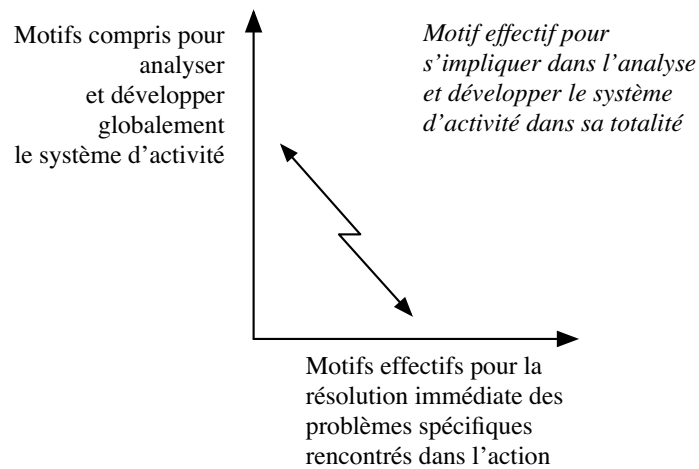 Motifs compris pour
analyser
et développer
globalement
le système d’activité
Motif effectif pour
s’impliquer dans l’analyse
et développer le système
d’activité dans sa totalité
Motifs effectifs pour la
résolution immédiate des
problèmes spécifiques
rencontrés dans l’action